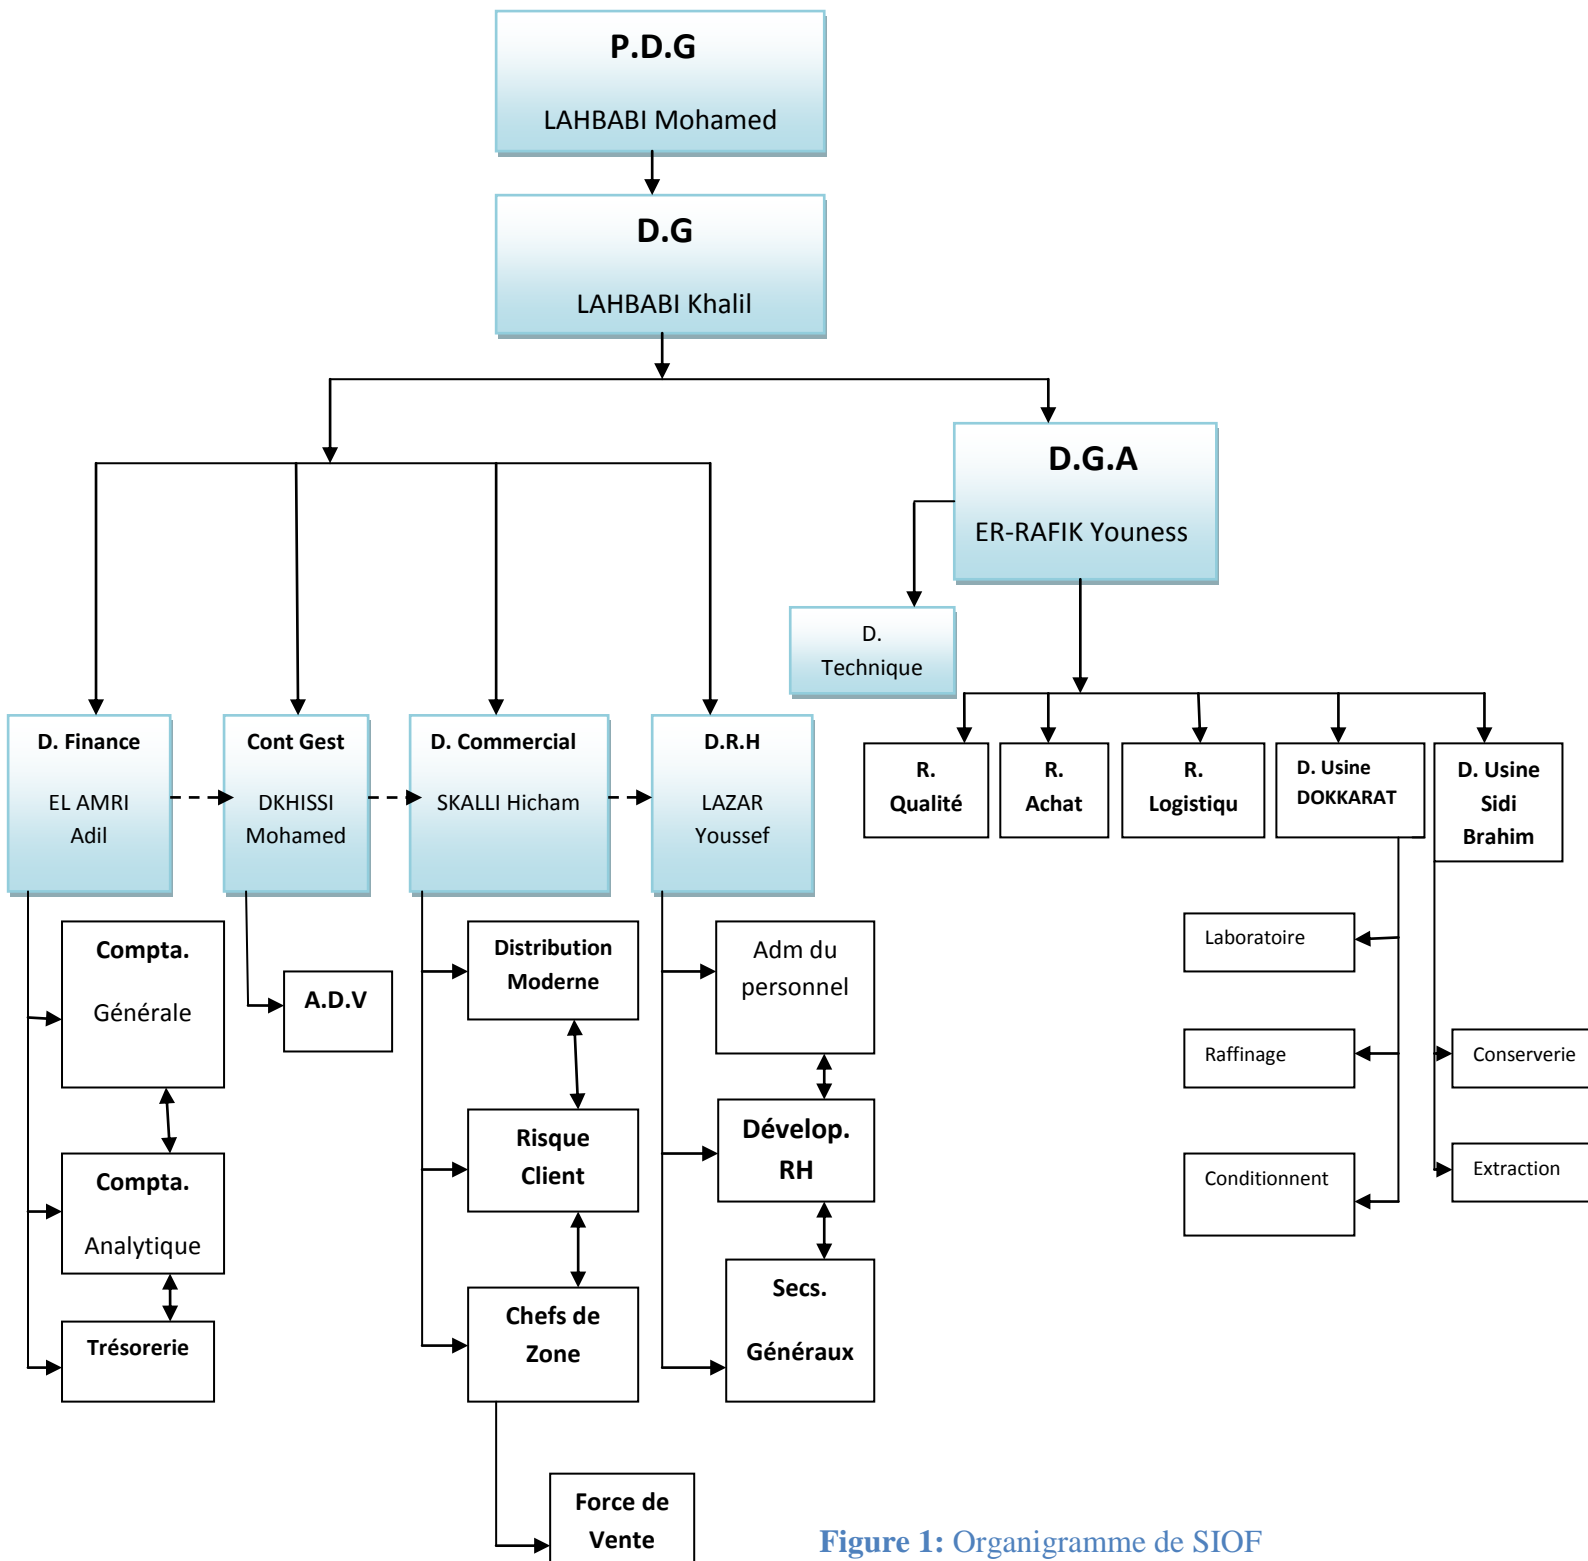 P.D.G
LAHBABI Mohamed
D.G
LAHBABI Khalil
D.G.A
ER-RAFIK Youness
D.
Technique
D. Finance
EL AMRI
Adil
Cont Gest
DKHISSI
Mohamed
D. Commercial
SKALLI Hicham
D.R.H
LAZAR
Youssef
R.
Qualité
R.
Achat
R.
Logistiqu
D. Usine
DOKKARAT
D. Usine
Sidi
Brahim
Compta.
Générale
Compta.
Analytique
Trésorerie
A.D.V
Distribution
Moderne
Risque
Client
Chefs de
Zone
Force de
Vente
Adm du
personnel
Dévelop.
RH
Secs.
Généraux
Laboratoire
Raffinage
Conditionnent
Conserverie
Extraction
Figure 1: Organigramme de SIOF